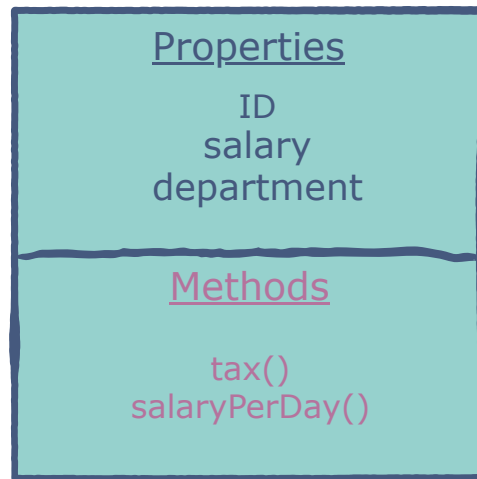 Properties
ID
salary
department
Methods
tax()
salaryPerDay()